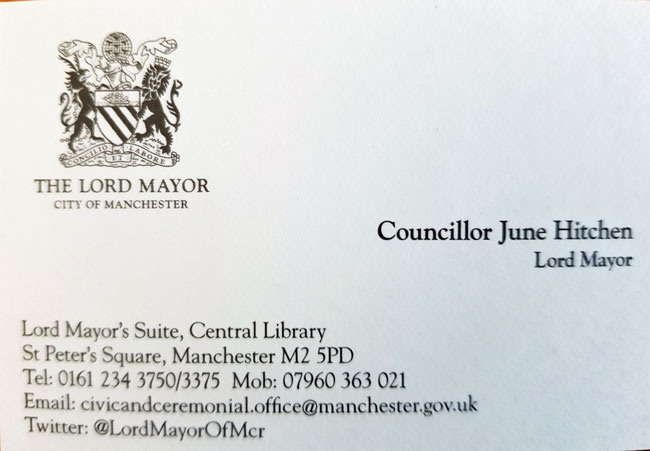 CONCILIO ET LABORE
THE LORD MAYOR
CITY OF MANCHESTER
Councillor June Hitchen
Lord Mayor
Lord Mayor's Suite, Central Library
St Peter's Square, Manchester M2 5PD
Tel: 0161 234 3750/3375 Mob: 07960 363 021
Email: civicandceremonial.office@manchester.gov.uk
Twitter: @LordMayorOfMcr